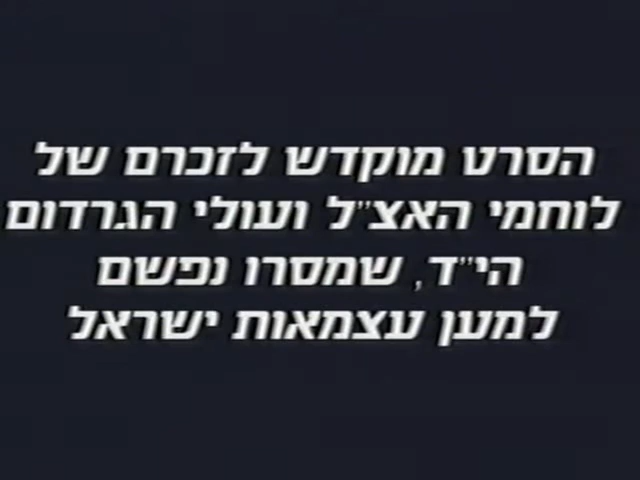 הסרט מוקדש לזכרם של
לוחמי האצ"ל ועולי הגרדום
הי"ד, שמסרו נפשם
למען עצמאות ישראל